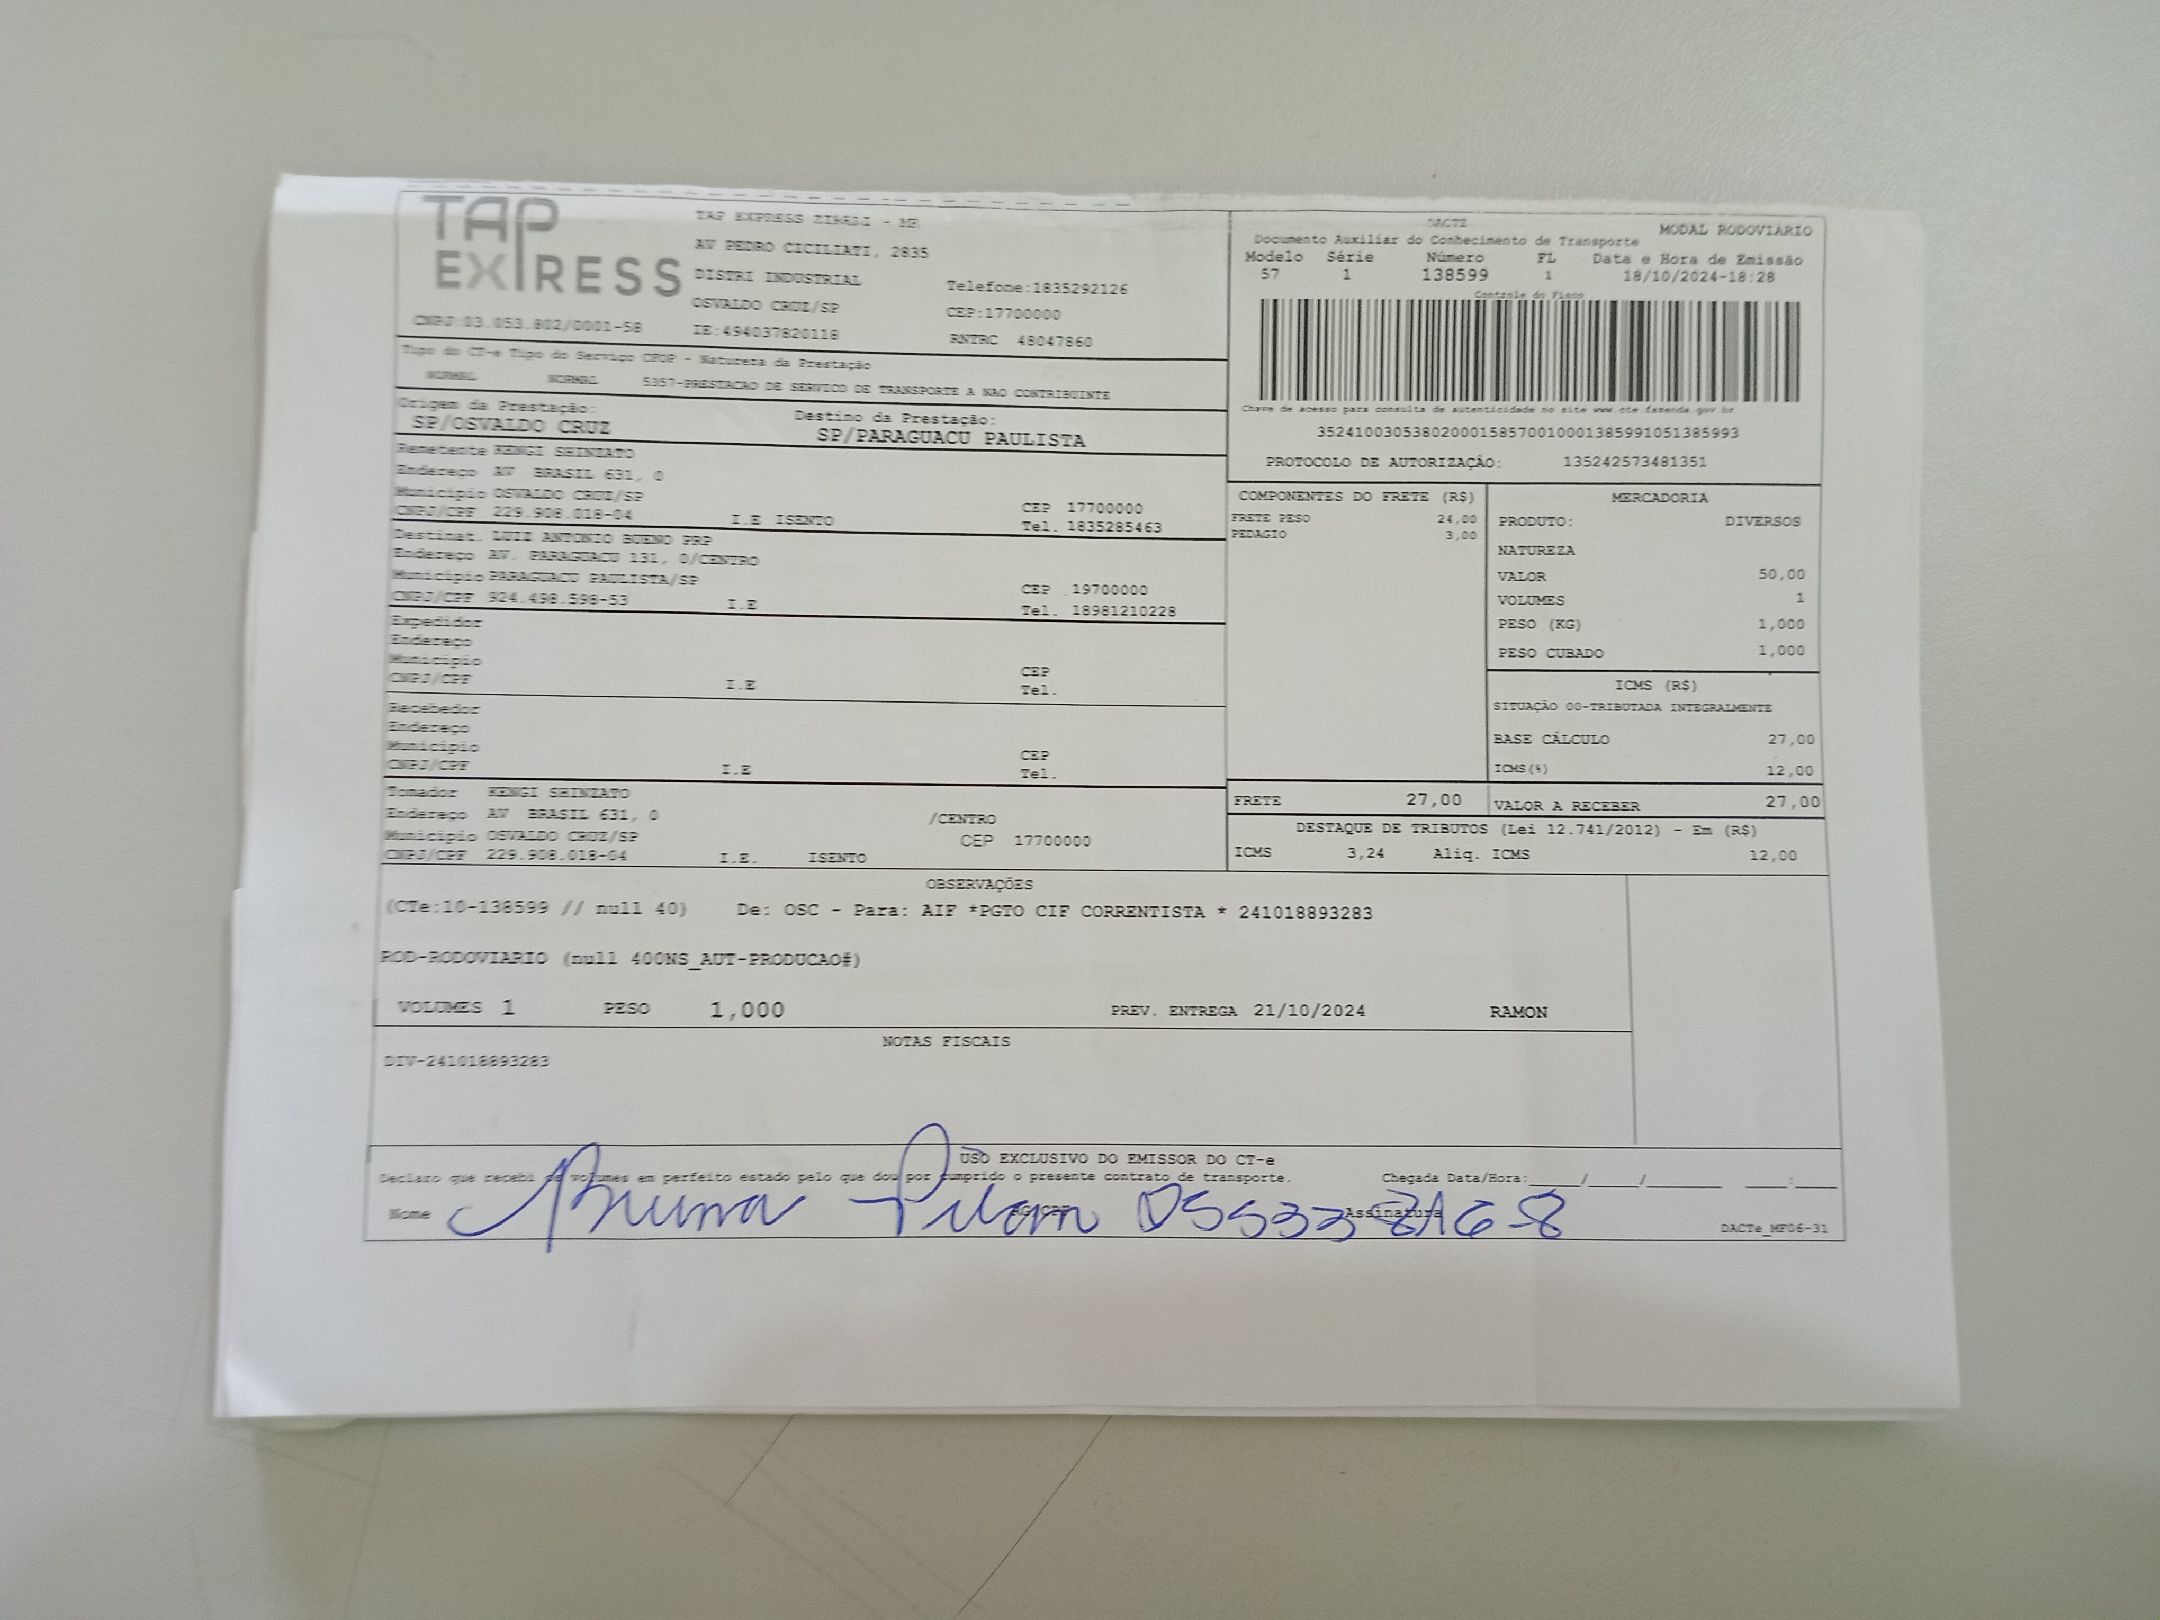 TAP
EXPRESS
CNPJ:03.053.802/0001-58
TAP EXPRESS EIRELI - ME
AV PEDRO CICILIATI, 2835
DISTRI INDUSTRIAL
OSVALDO CRUZ/SP
IE:494037820118
Telefone:1835292126
CEP:17700000
RNTRC 48047860
DACTE
MODAL RODOVIÁRIO
Documento Auxiliar do Conhecimento de Transporte
Modelo Série Número FL Data e Hora de Emissão
57 1 138599 1 18/10/2024-18:28
Controle do Fisco
Chave de acesso para consulta de autenticidade no site www.cte.fazenda.gov.br
35241003053802000158570010001385991051385993
PROTOCOLO DE AUTORIZAÇÃO: 135242573481351
Tipo do CT-e Tipo do Serviço CFOP - Natureza da Prestação
NORMAL NORMAL 5357-PRESTACAO DE SERVICO DE TRANSPORTE A NAO CONTRIBUINTE
Origem da Prestação: Destino da Prestação:
SP/OSVALDO CRUZ SP/PARAGUACU PAULISTA
Remetente KENGI SHINZATO
Endereço AV BRASIL 631, 0
Município OSVALDO CRUZ/SP CEP 17700000
CNPJ/CPF 229.908.018-04 I.E ISENTO Tel. 1835285463
Destinat. LUIZ ANTONIO BUENO PRP
Endereço AV. PARAGUACU 131, 0/CENTRO
Município PARAGUACU PAULISTA/SP CEP 19700000
CNPJ/CPF 924.498.598-53 I.E Tel. 18981210228
Expedidor
Endereço
Município CEP
CNPJ/CPF I.E Tel.
Recebedor
Endereço
Município CEP
CNPJ/CPF I.E Tel.
Tomador KENGI SHINZATO
Endereço AV BRASIL 631, 0 /CENTRO
Município OSVALDO CRUZ/SP CEP 17700000
CNPJ/CPF 229.908.018-04 I.E. ISENTO
COMPONENTES DO FRETE (R$)
FRETE PESO 24,00
PEDAGIO 3,00
MERCADORIA
PRODUTO: DIVERSOS
NATUREZA
VALOR 50,00
VOLUMES 1
PESO (KG) 1,000
PESO CUBADO 1,000
ICMS (R$)
SITUAÇÃO 00-TRIBUTADA INTEGRALMENTE
BASE CÁLCULO 27,00
ICMS(%) 12,00
FRETE 27,00 VALOR A RECEBER 27,00
DESTAQUE DE TRIBUTOS (Lei 12.741/2012) - Em (R$)
ICMS 3,24 Aliq. ICMS 12,00
OBSERVAÇÕES
(CTe:10-138599 // null 40) De: OSC - Para: AIF *PGTO CIF CORRENTISTA * 241018893283
ROD-RODOVIARIO (null 400NS_AUT-PRODUCAO#)
VOLUMES 1 PESO 1,000 PREV. ENTREGA 21/10/2024 RAMON
NOTAS FISCAIS
DIV-241018893283
USO EXCLUSIVO DO EMISSOR DO CT-e
Declaro que recebi os volumes em perfeito estado pelo que dou por cumprido o presente contrato de transporte. Chegada Data/Hora:_____/_____/________ ____:____
Nome Bruna Pilom RG/CPF Assinatura
DACTe_MF06-31